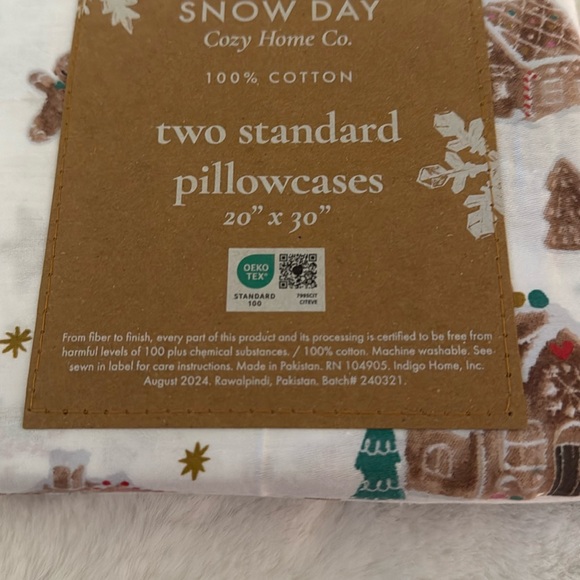 SNOW DAY
Cozy Home Co.
100% COTTON
two standard
pillowcases
20" x 30"
OEKO
TEX®
STANDARD
100
CITEVE
From fiber to finish, every part of this product and its processing is certified to be free from
harmful levels of 100 plus chemical substances. / 100% cotton. Machine washable. See
sewn in label for care instructions. Made in Pakistan. RN 104905. Indigo Home, Inc.
August 2024. Rawalpindi, Pakistan. Batch# 240321.